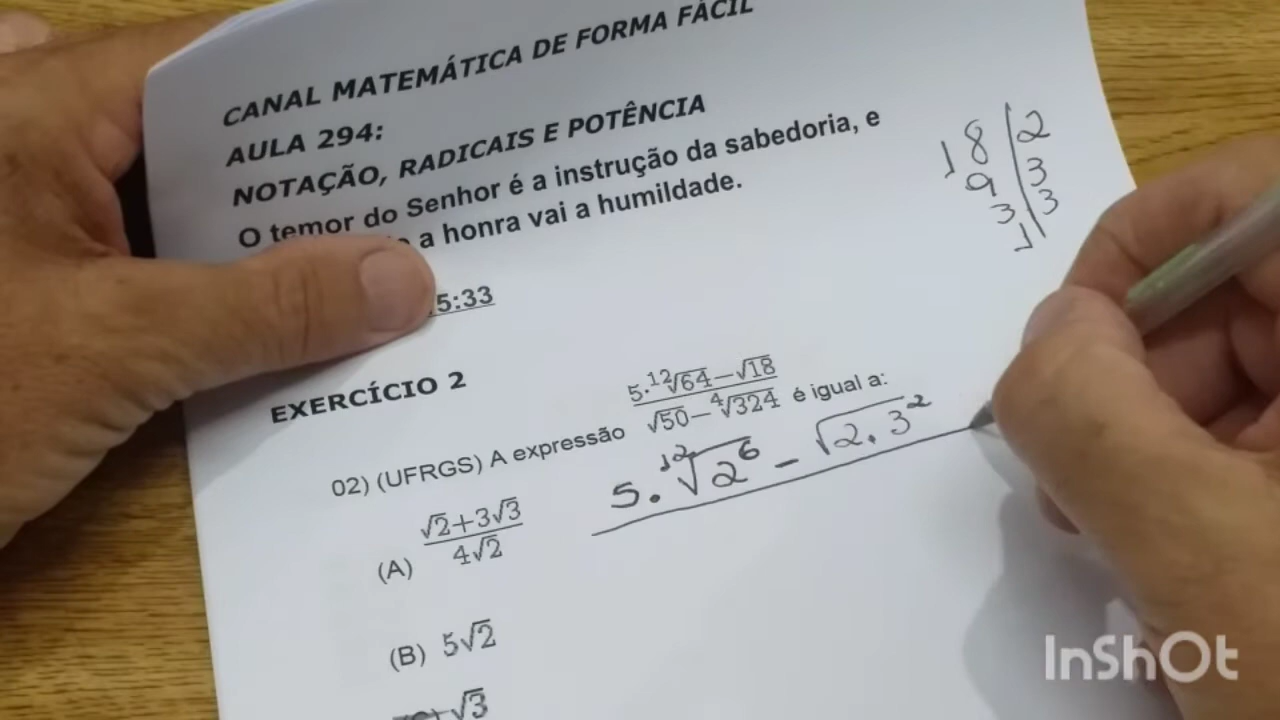 CANAL MATEMÁTICA DE FORMA FÁCIL
AULA 294:
NOTAÇÃO, RADICAIS E POTÊNCIA
O temor do Senhor é a instrução da sabedoria, e
a honra vai a humildade.
5:33
18 | 2
9 | 3
3 | 3
1
EXERCÍCIO 2
02) (UFRGS) A expressão (5.¹²√64 − √18)/(√50 − ⁴√324) é igual a:
5.¹²√2⁶ − √2.3²
(A) (√2+3√3)/(4√2)
(B) 5√2
√3
InShOt